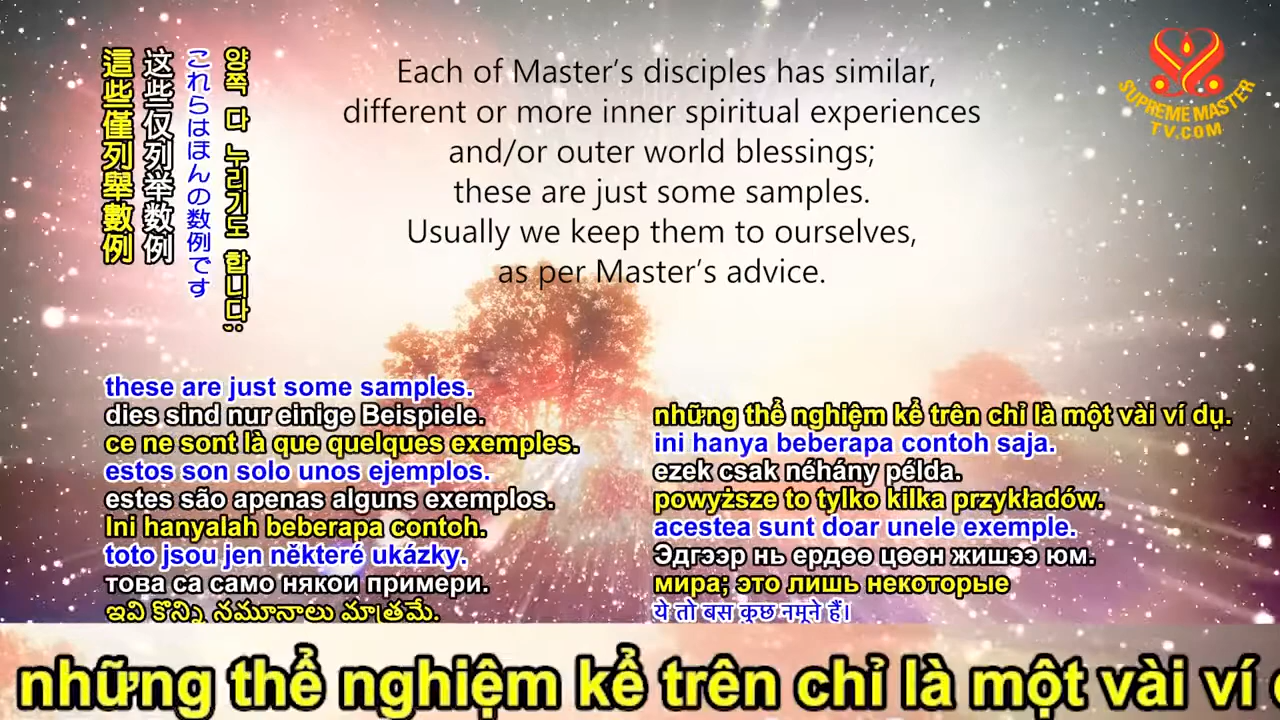 Each of Master’s disciples has similar,
different or more inner spiritual experiences
and/or outer world blessings;
these are just some samples.
Usually we keep them to ourselves,
as per Master’s advice.
SUPREME MASTER
TV.COM
양쪽 다 누리기도 합니다;
これらはほんの数例です
这些仅列举数例
這些僅列舉數例
these are just some samples.
dies sind nur einige Beispiele.
ce ne sont là que quelques exemples.
estos son solo unos ejemplos.
estes são apenas alguns exemplos.
Ini hanyalah beberapa contoh.
toto jsou jen některé ukázky.
това са само някои примери.
ఇవి కొన్ని నమూనాలు మాత్రమే.
những thể nghiệm kể trên chỉ là một vài ví dụ.
ini hanya beberapa contoh saja.
ezek csak néhány példa.
powyższe to tylko kilka przykładów.
acestea sunt doar unele exemple.
Эдгээр нь ердөө цөөн жишээ юм.
мира; это лишь некоторые
ये तो बस कुछ नमूने हैं।
những thể nghiệm kể trên chỉ là một vài ví